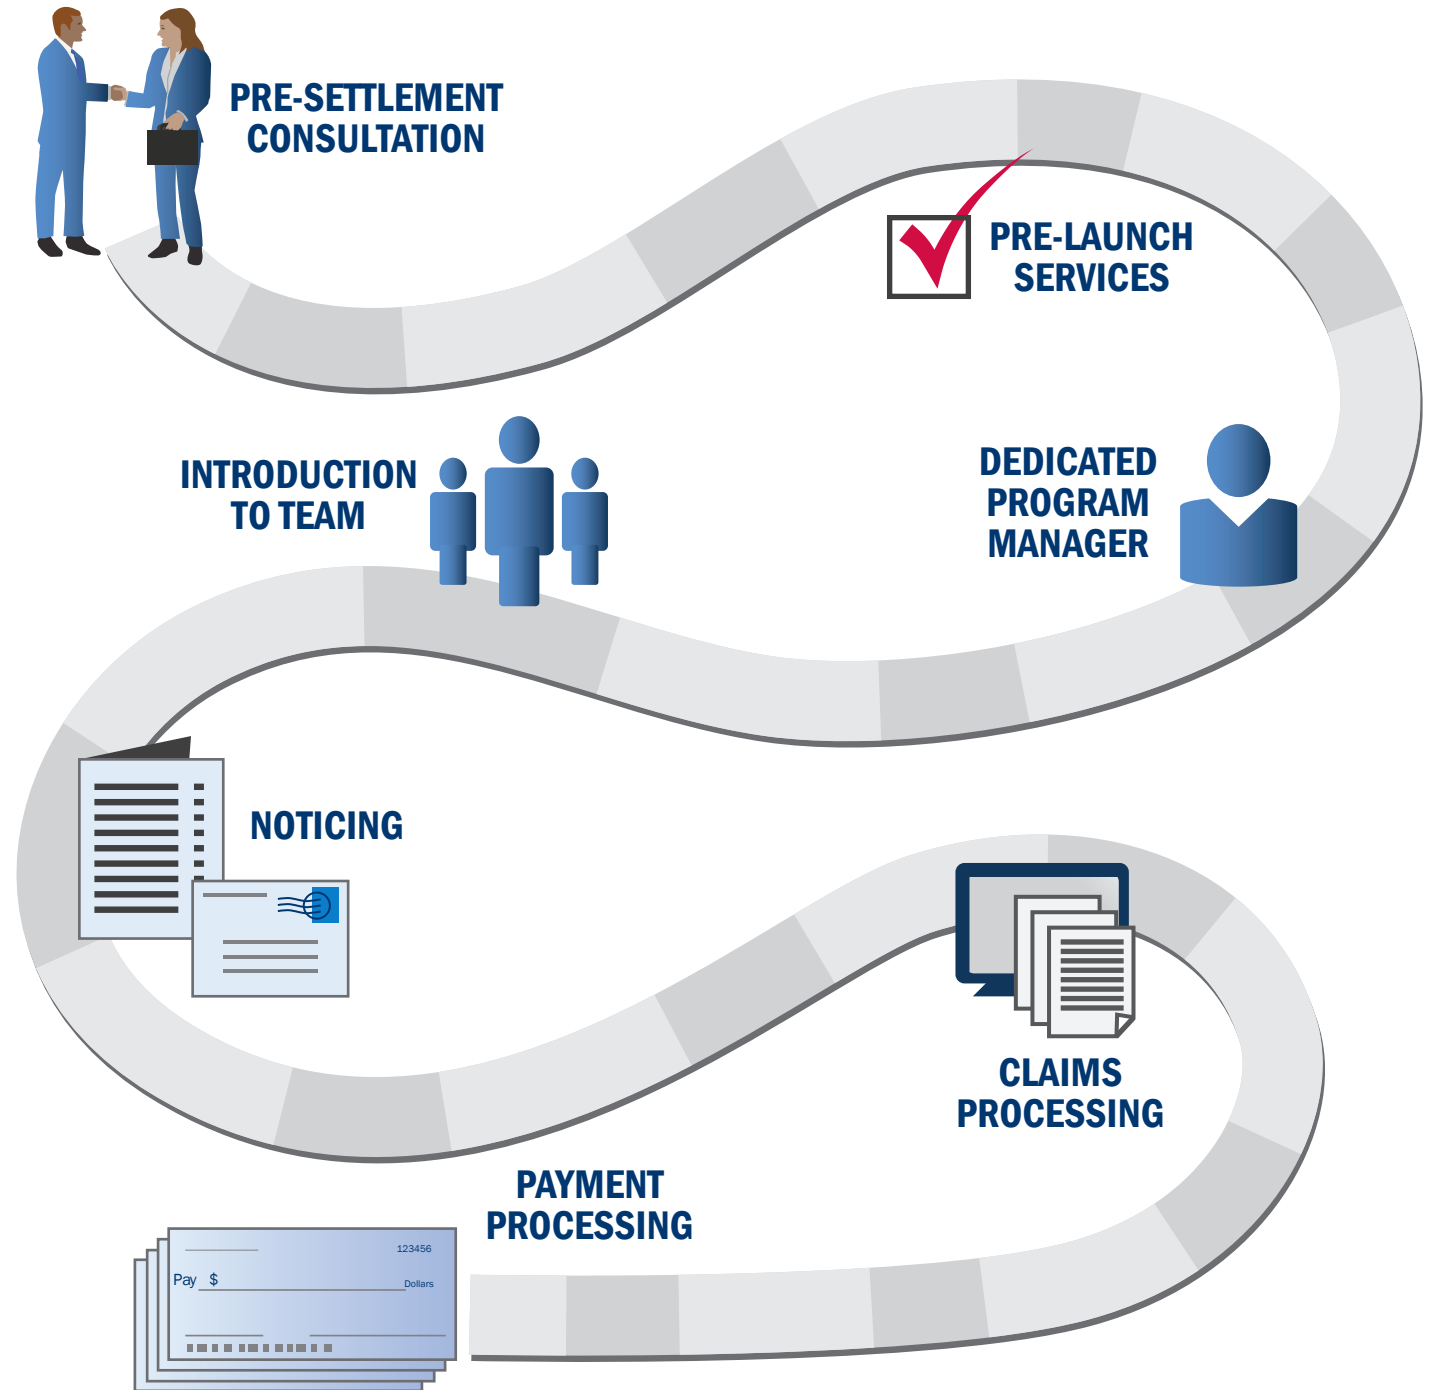 PRE-SETTLEMENT
CONSULTATION
PRE-LAUNCH
SERVICES
DEDICATED
PROGRAM
MANAGER
INTRODUCTION
TO TEAM
NOTICING
CLAIMS
PROCESSING
PAYMENT
PROCESSING
123456
Pay $
Dollars